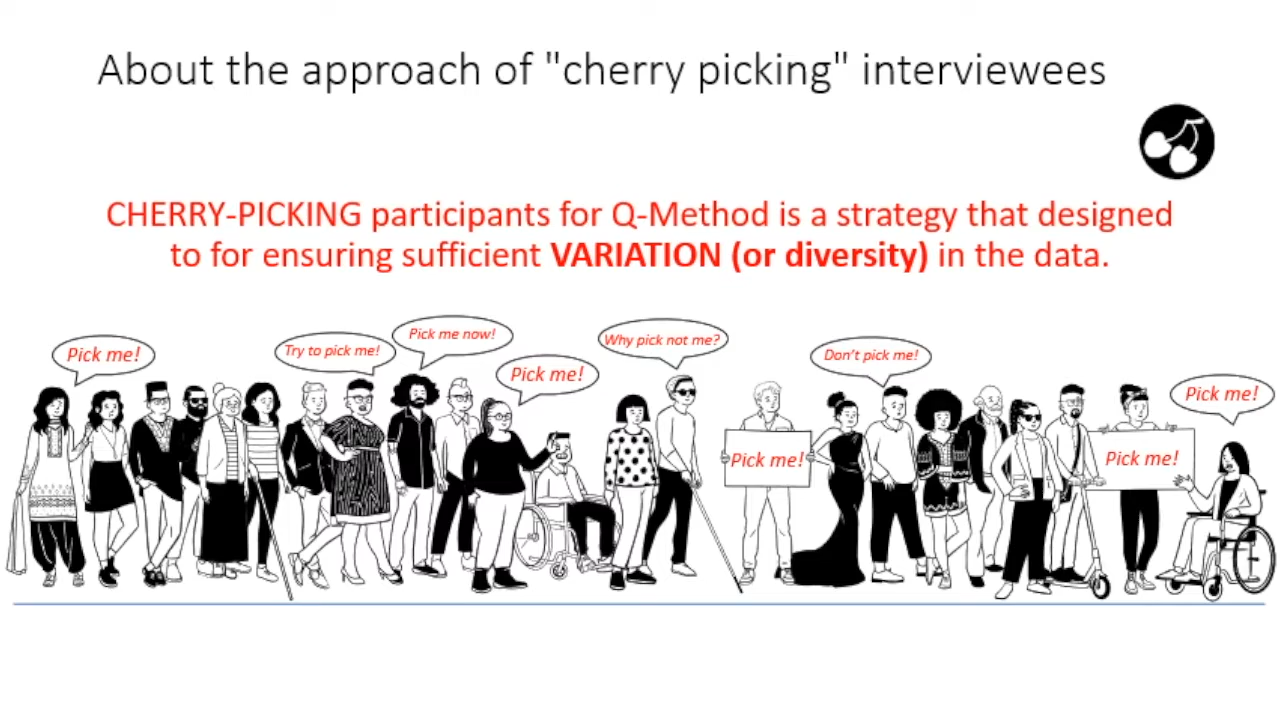 About the approach of "cherry picking" interviewees
CHERRY-PICKING participants for Q-Method is a strategy that designed
to for ensuring sufficient VARIATION (or diversity) in the data.
Pick me!
Try to pick me!
Pick me now!
Pick me!
Why pick not me?
Pick me!
Don't pick me!
Pick me!
Pick me!